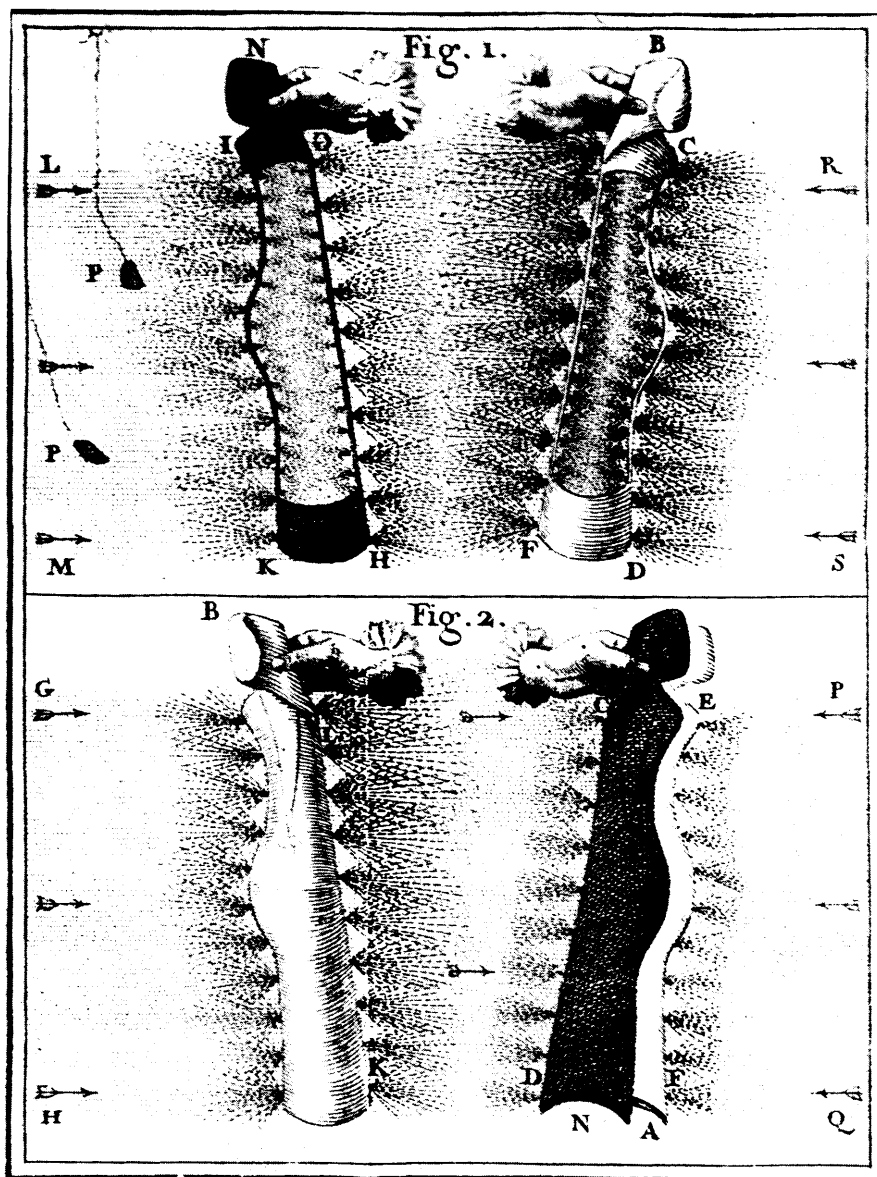 N Fig. 1. B
I O C
L R
P
P
M K H F D S
B Fig. 2.
G C E P
I
K D F
H N A Q